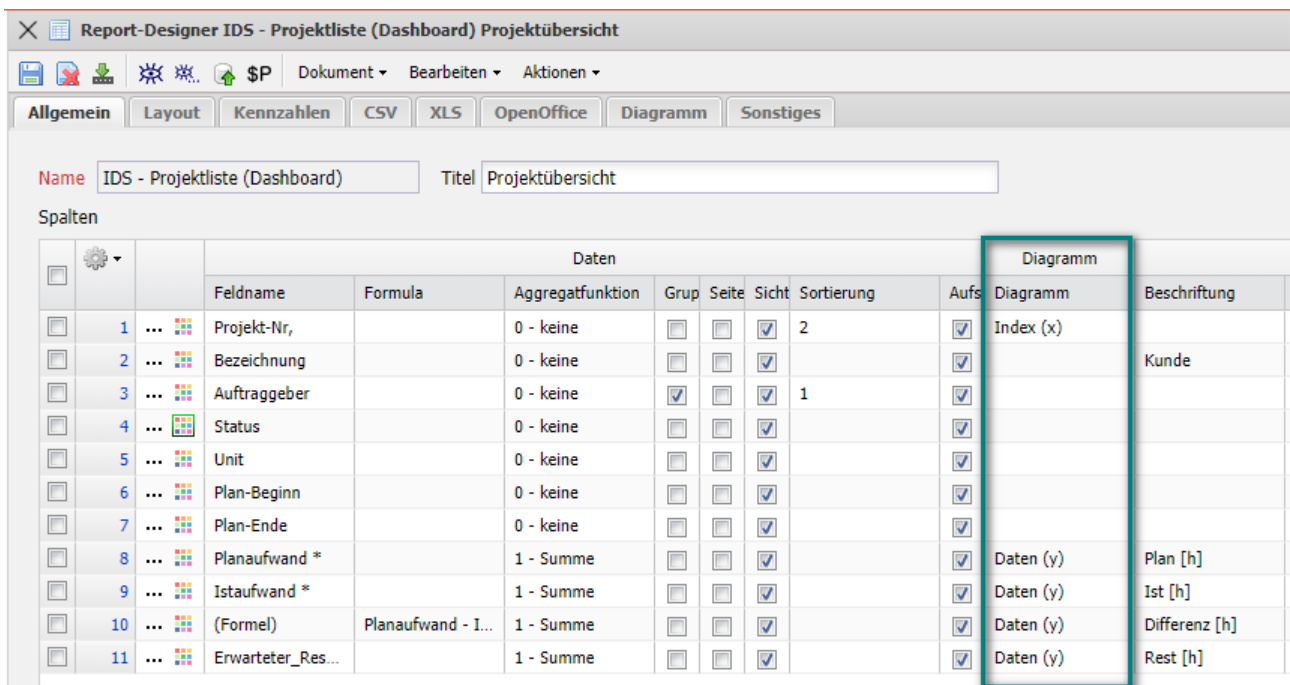 Report-Designer IDS - Projektliste (Dashboard) Projektübersicht
$P Dokument Bearbeiten Aktionen
Allgemein Layout Kennzahlen CSV XLS OpenOffice Diagramm Sonstiges
Name IDS - Projektliste (Dashboard) Titel Projektübersicht
Spalten
Daten Diagramm
Feldname Formula Aggregatfunktion Grup Seite Sicht Sortierung Aufs Diagramm Beschriftung
1 ... Projekt-Nr, 0 - keine 2 Index (x)
2 ... Bezeichnung 0 - keine Kunde
3 ... Auftraggeber 0 - keine 1
4 ... Status 0 - keine
5 ... Unit 0 - keine
6 ... Plan-Beginn 0 - keine
7 ... Plan-Ende 0 - keine
8 ... Planaufwand * 1 - Summe Daten (y) Plan [h]
9 ... Istaufwand * 1 - Summe Daten (y) Ist [h]
10 ... (Formel) Planaufwand - I... 1 - Summe Daten (y) Differenz [h]
11 ... Erwarteter_Res... 1 - Summe Daten (y) Rest [h]